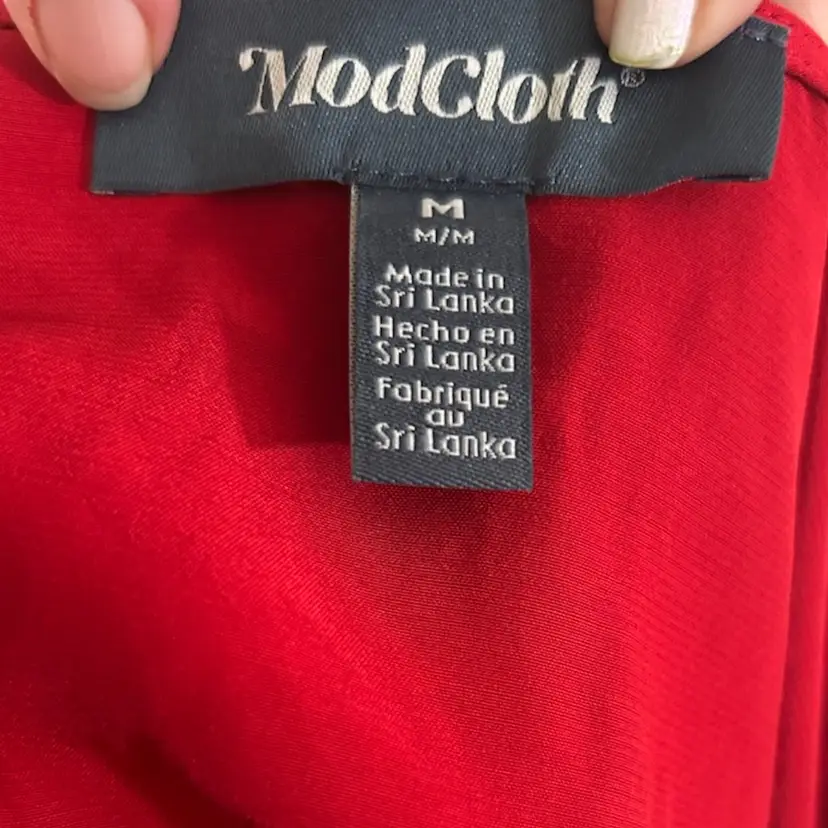 ModCloth®
M
M/M
Made in
Sri Lanka
Hecho en
Sri Lanka
Fabriqué
au
Sri Lanka